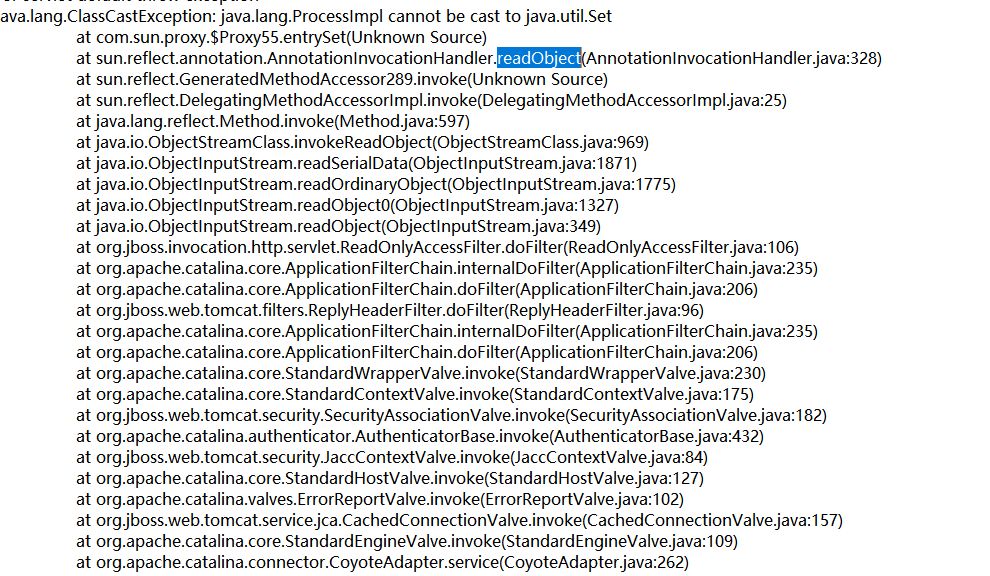 ava.lang.ClassCastException: java.lang.ProcessImpl cannot be cast to java.util.Set
at com.sun.proxy.$Proxy55.entrySet(Unknown Source)
at sun.reflect.annotation.AnnotationInvocationHandler.readObject(AnnotationInvocationHandler.java:328)
at sun.reflect.GeneratedMethodAccessor289.invoke(Unknown Source)
at sun.reflect.DelegatingMethodAccessorImpl.invoke(DelegatingMethodAccessorImpl.java:25)
at java.lang.reflect.Method.invoke(Method.java:597)
at java.io.ObjectStreamClass.invokeReadObject(ObjectStreamClass.java:969)
at java.io.ObjectInputStream.readSerialData(ObjectInputStream.java:1871)
at java.io.ObjectInputStream.readOrdinaryObject(ObjectInputStream.java:1775)
at java.io.ObjectInputStream.readObject0(ObjectInputStream.java:1327)
at java.io.ObjectInputStream.readObject(ObjectInputStream.java:349)
at org.jboss.invocation.http.servlet.ReadOnlyAccessFilter.doFilter(ReadOnlyAccessFilter.java:106)
at org.apache.catalina.core.ApplicationFilterChain.internalDoFilter(ApplicationFilterChain.java:235)
at org.apache.catalina.core.ApplicationFilterChain.doFilter(ApplicationFilterChain.java:206)
at org.jboss.web.tomcat.filters.ReplyHeaderFilter.doFilter(ReplyHeaderFilter.java:96)
at org.apache.catalina.core.ApplicationFilterChain.internalDoFilter(ApplicationFilterChain.java:235)
at org.apache.catalina.core.ApplicationFilterChain.doFilter(ApplicationFilterChain.java:206)
at org.apache.catalina.core.StandardWrapperValve.invoke(StandardWrapperValve.java:230)
at org.apache.catalina.core.StandardContextValve.invoke(StandardContextValve.java:175)
at org.jboss.web.tomcat.security.SecurityAssociationValve.invoke(SecurityAssociationValve.java:182)
at org.apache.catalina.authenticator.AuthenticatorBase.invoke(AuthenticatorBase.java:432)
at org.jboss.web.tomcat.security.JaccContextValve.invoke(JaccContextValve.java:84)
at org.apache.catalina.core.StandardHostValve.invoke(StandardHostValve.java:127)
at org.apache.catalina.valves.ErrorReportValve.invoke(ErrorReportValve.java:102)
at org.jboss.web.tomcat.service.jca.CachedConnectionValve.invoke(CachedConnectionValve.java:157)
at org.apache.catalina.core.StandardEngineValve.invoke(StandardEngineValve.java:109)
at org.apache.catalina.connector.CoyoteAdapter.service(CoyoteAdapter.java:262)